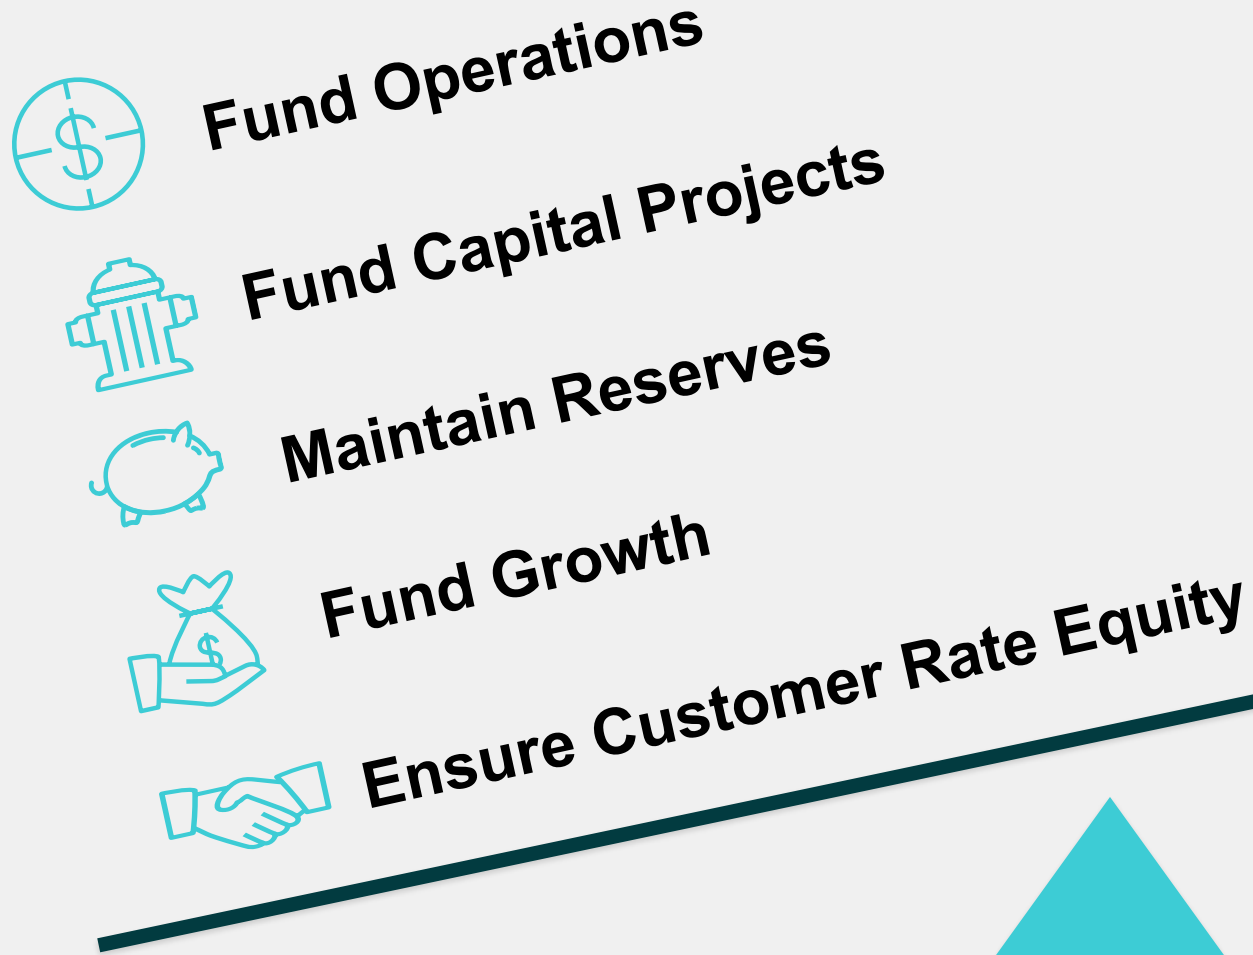 Fund Operations
Fund Capital Projects
Maintain Reserves
Fund Growth
Ensure Customer Rate Equity